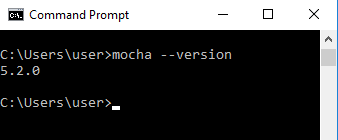 Command Prompt
C:\Users\user>mocha --version
5.2.0
C:\Users\user>